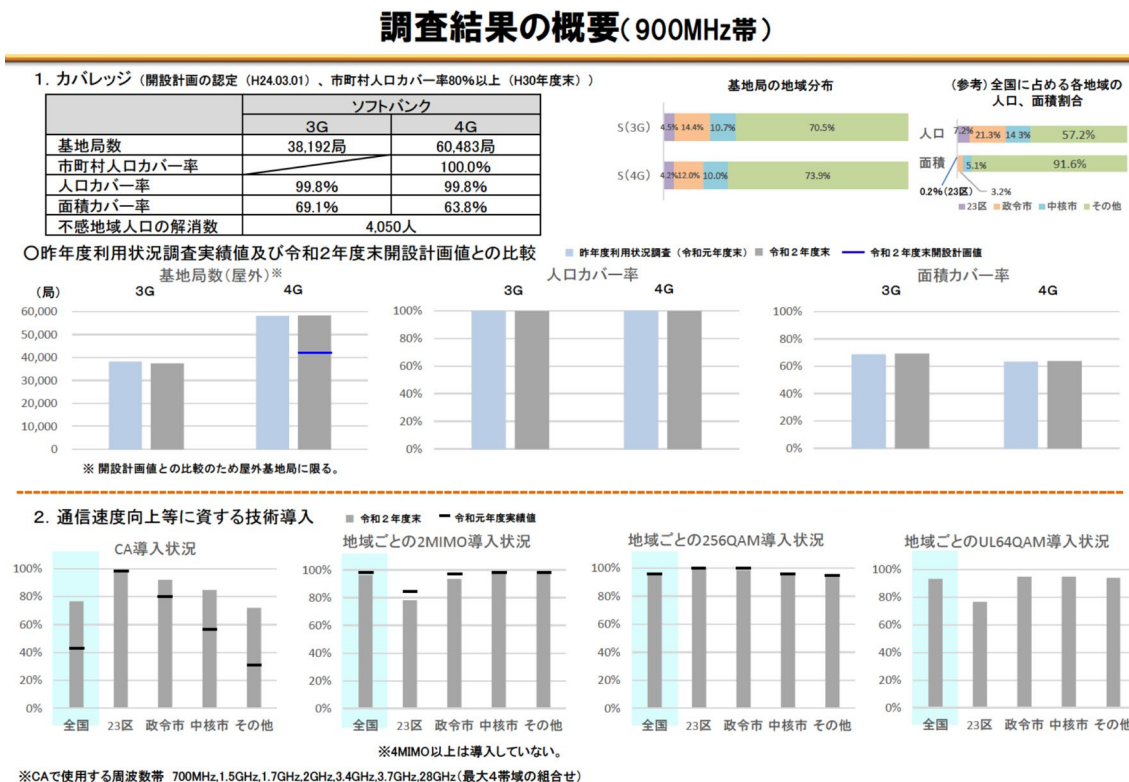 調査結果の概要(900MHz帯)
1. カバレッジ (開設計画の認定 (H24.03.01) 、市町村人口カバー率80%以上 (H30年度末))
ソフトバンク
3G 4G
基地局数 38,192局 60,483局
市町村人口カバー率 100.0%
人口カバー率 99.8% 99.8%
面積カバー率 69.1% 63.8%
不感地域人口の解消数 4,050人
基地局の地域分布
S(3G) 4.5% 14.4% 10.7% 70.5%
S(4G) 4.2% 12.0% 10.0% 73.9%
(参考)全国に占める各地域の
人口、面積割合
人口 7.2% 21.3% 14.3% 57.2%
面積 5.1% 91.6%
0.2%(23区) 3.2%
■23区 ■政令市 ■中核市 ■その他
〇昨年度利用状況調査実績値及び令和2年度末開設計画値との比較
昨年度利用状況調査(令和元年度末) 令和2年度末 令和2年度末開設計画値
基地局数(屋外)※
(局) 3G 4G
60,000
50,000
40,000
30,000
20,000
10,000
0
※ 開設計画値との比較のため屋外基地局に限る。
人口カバー率
3G 4G
100%
80%
60%
40%
20%
0%
面積カバー率
3G 4G
100%
80%
60%
40%
20%
0%
2. 通信速度向上等に資する技術導入
令和2年度末 令和元年度実績値
CA導入状況
100%
80%
60%
40%
20%
0%
全国 23区 政令市 中核市 その他
地域ごとの2MIMO導入状況
100%
80%
60%
40%
20%
0%
全国 23区 政令市 中核市 その他
※4MIMO以上は導入していない。
地域ごとの256QAM導入状況
100%
80%
60%
40%
20%
0%
全国 23区 政令市 中核市 その他
地域ごとのUL64QAM導入状況
100%
80%
60%
40%
20%
0%
全国 23区 政令市 中核市 その他
※CAで使用する周波数帯 700MHz,1.5GHz,1.7GHz,2GHz,3.4GHz,3.7GHz,28GHz(最大4帯域の組合せ)